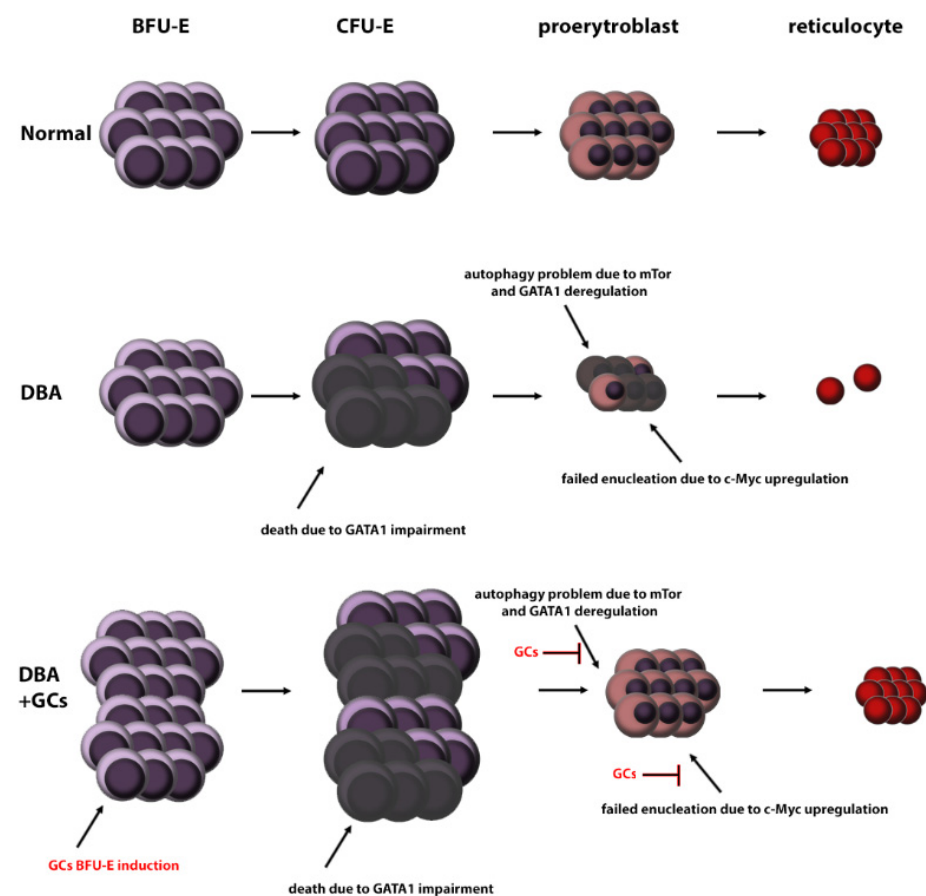 BFU-E
CFU-E
proerytroblast
reticulocyte
Normal
autophagy problem due to mTor
and GATA1 deregulation
DBA
failed enucleation due to c-Myc upregulation
death due to GATA1 impairment
autophagy problem due to mTor
and GATA1 deregulation
GCs
DBA
+GCs
GCs
failed enucleation due to c-Myc upregulation
GCs BFU-E induction
death due to GATA1 impairment